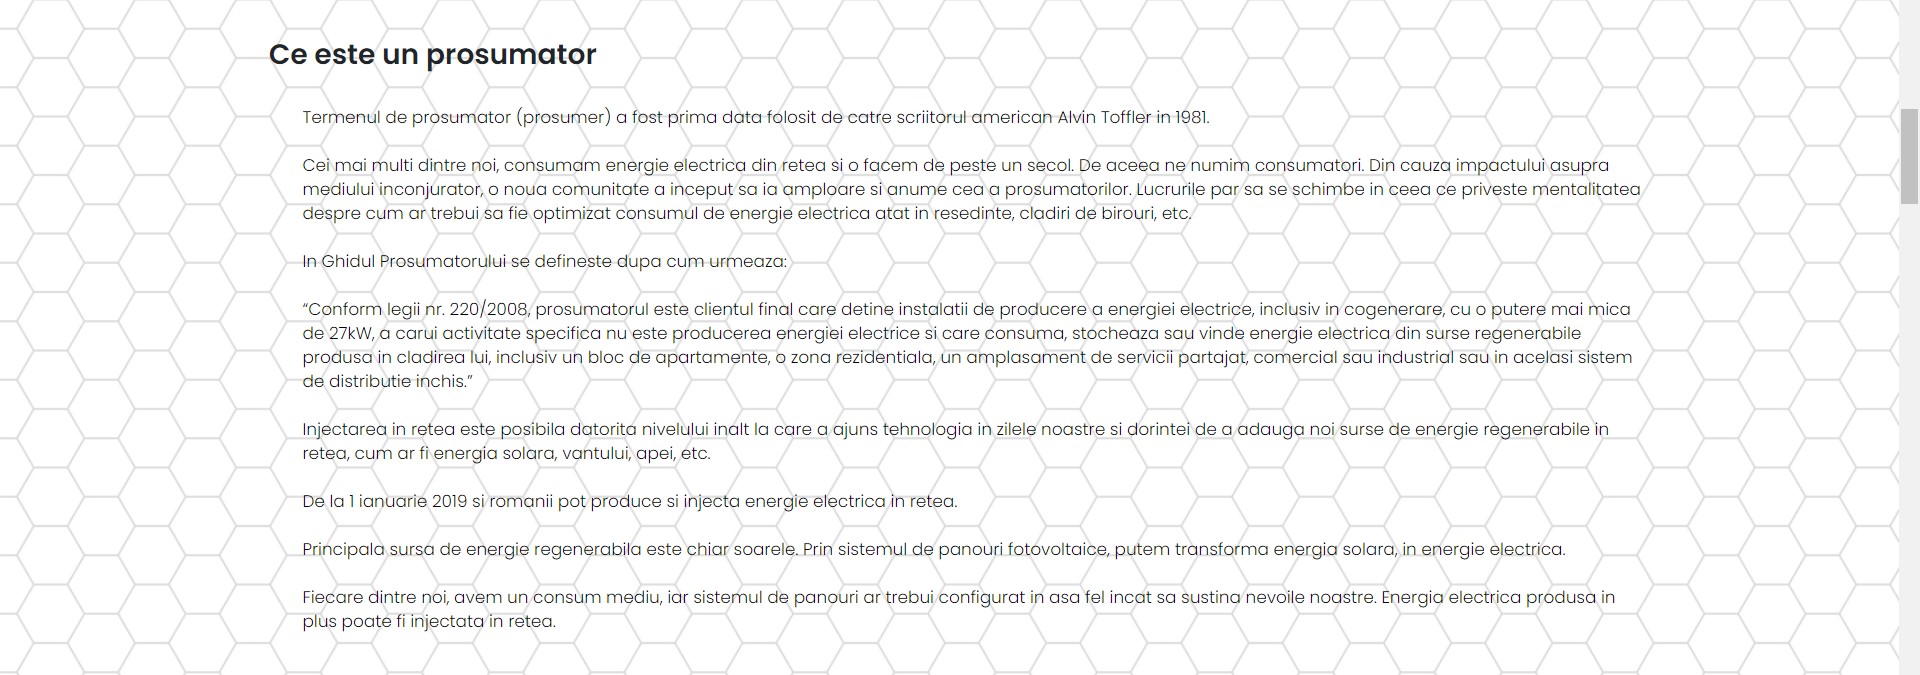 Ce este un prosumator
Termenul de prosumator (prosumer) a fost prima data folosit de catre scriitorul american Alvin Toffler in 1981.
Cei mai multi dintre noi, consumam energie electrica din retea si o facem de peste un secol. De aceea ne numim consumatori. Din cauza impactului asupra
mediului inconjurator, o noua comunitate a inceput sa ia amploare si anume cea a prosumatorilor. Lucrurile par sa se schimbe in ceea ce priveste mentalitatea
despre cum ar trebui sa fie optimizat consumul de energie electrica atat in resedinte, cladiri de birouri, etc.
In Ghidul Prosumatorului se defineste dupa cum urmeaza:
“Conform legii nr. 220/2008, prosumatorul este clientul final care detine instalatii de producere a energiei electrice, inclusiv in cogenerare, cu o putere mai mica
de 27kW, a carui activitate specifica nu este producerea energiei electrice si care consuma, stocheaza sau vinde energie electrica din surse regenerabile
produsa in cladirea lui, inclusiv un bloc de apartamente, o zona rezidentiala, un amplasament de servicii partajat, comercial sau industrial sau in acelasi sistem
de distributie inchis.”
Injectarea in retea este posibila datorita nivelului inalt la care a ajuns tehnologia in zilele noastre si dorintei de a adauga noi surse de energie regenerabile in
retea, cum ar fi energia solara, vantului, apei, etc.
De la 1 ianuarie 2019 si romanii pot produce si injecta energie electrica in retea.
Principala sursa de energie regenerabila este chiar soarele. Prin sistemul de panouri fotovoltaice, putem transforma energia solara, in energie electrica.
Fiecare dintre noi, avem un consum mediu, iar sistemul de panouri ar trebui configurat in asa fel incat sa sustina nevoile noastre. Energia electrica produsa in
plus poate fi injectata in retea.